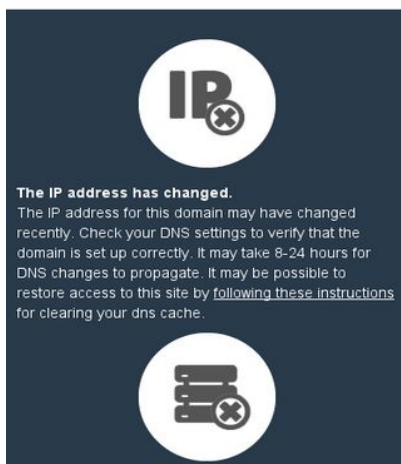 IP
The IP address has changed.
The IP address for this domain may have changed
recently. Check your DNS settings to verify that the
domain is set up correctly. It may take 8-24 hours for
DNS changes to propagate. It may be possible to
restore access to this site by following these instructions
for clearing your dns cache.